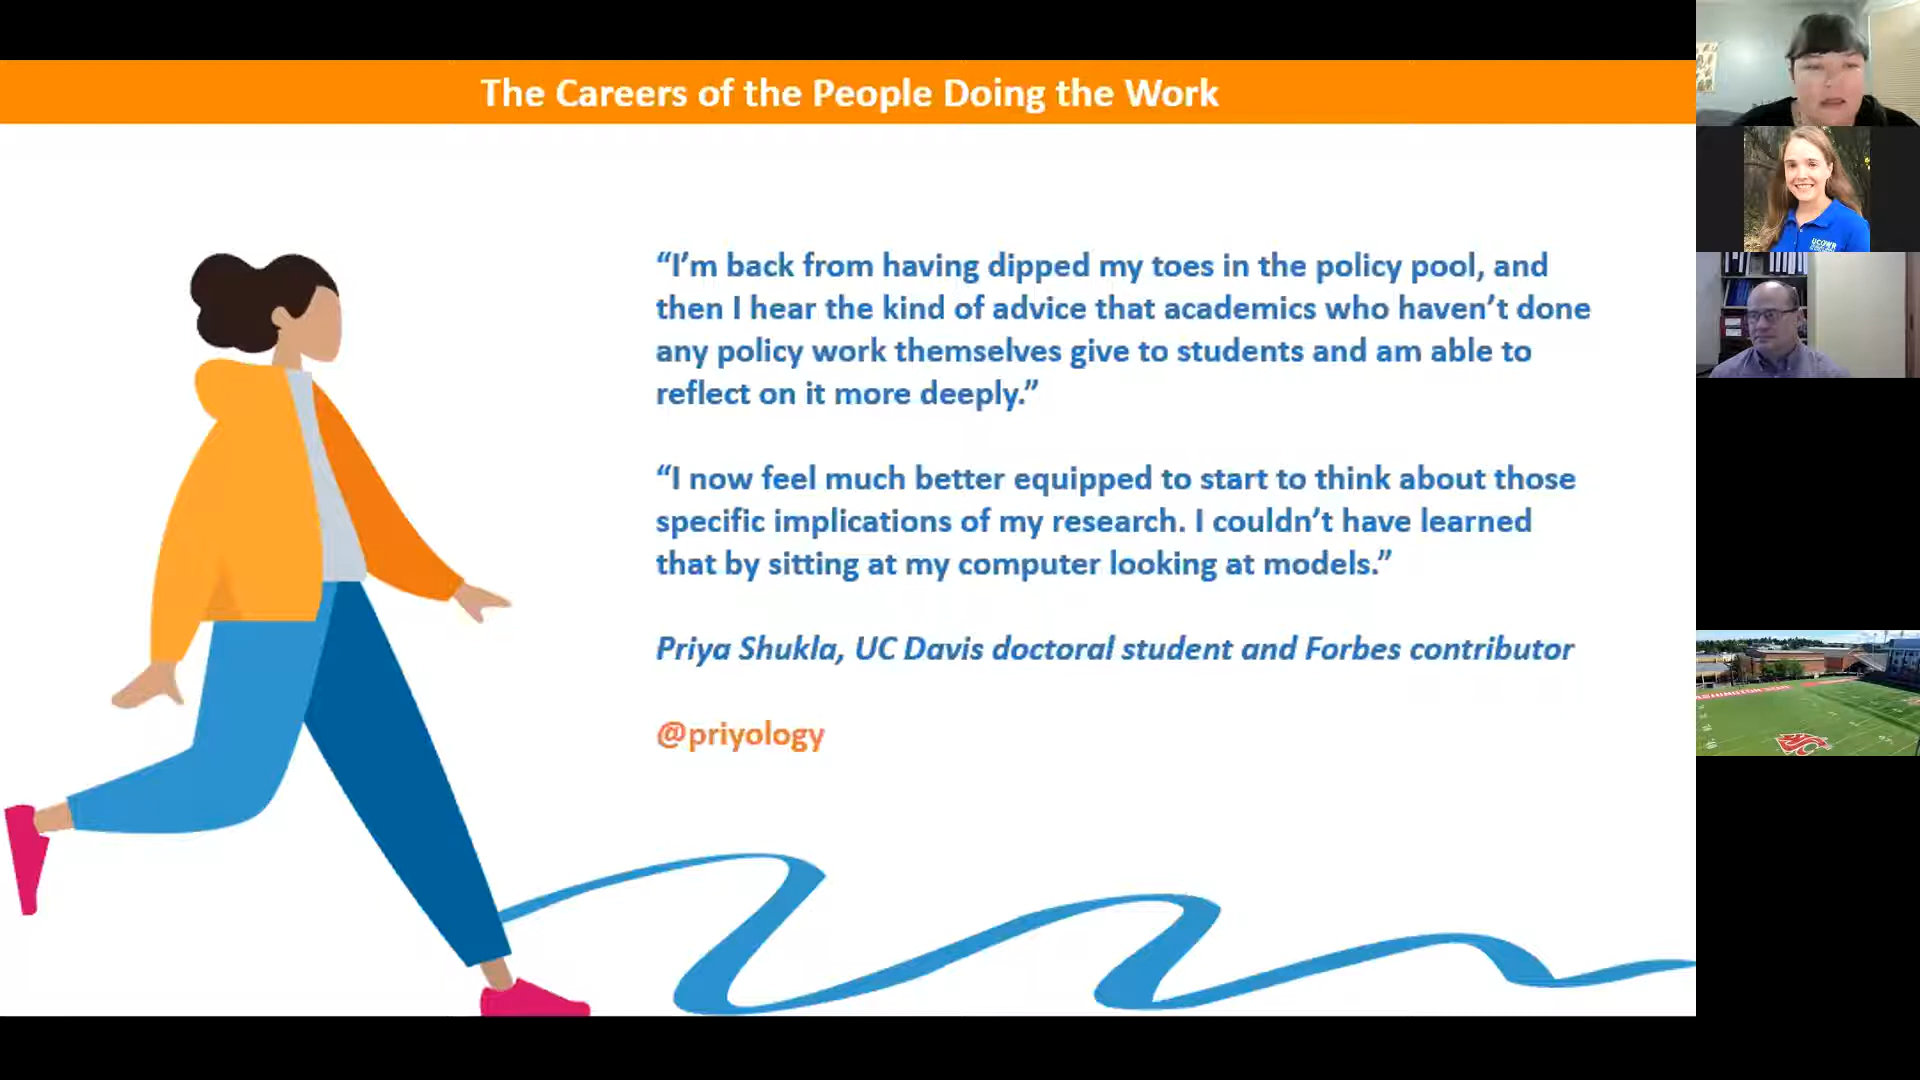 The Careers of the People Doing the Work
“I’m back from having dipped my toes in the policy pool, and
then I hear the kind of advice that academics who haven’t done
any policy work themselves give to students and am able to
reflect on it more deeply.”
“I now feel much better equipped to start to think about those
specific implications of my research. I couldn’t have learned
that by sitting at my computer looking at models.”
Priya Shukla, UC Davis doctoral student and Forbes contributor
@priyology
UCOWR